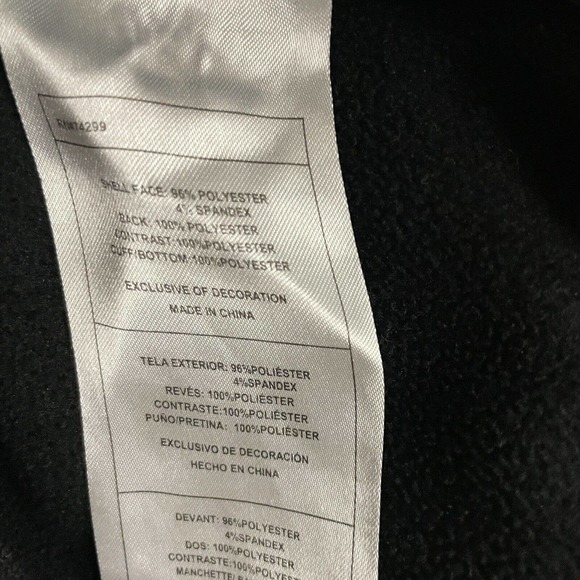 RN#14299
SHELL FACE: 96% POLYESTER
4% SPANDEX
BACK: 100% POLYESTER
CONTRAST: 100%POLYESTER
CUFF/BOTTOM:100%POLYESTER
EXCLUSIVE OF DECORATION
MADE IN CHINA
TELA EXTERIOR: 96%POLIÉSTER
4%SPANDEX
REVÉS: 100%POLIÉSTER
CONTRASTE:100%POLIÉSTER
PUÑO/PRETINA: 100%POLIÉSTER
EXCLUSIVO DE DECORACIÓN
HECHO EN CHINA
DEVANT: 96%POLYESTER
4%SPANDEX
DOS: 100%POLYESTER
CONTRASTE:100%POLYESTER